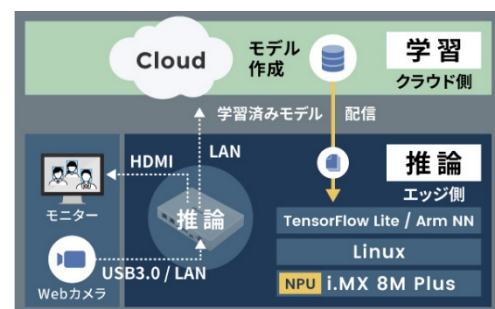 Cloud
モデル
作成
学習
クラウド側
学習済みモデル 配信
HDMI
LAN
推論
エッジ側
モニター
推論
TensorFlow Lite / Arm NN
Linux
USB3.0 / LAN
NPU i.MX 8M Plus
Webカメラ